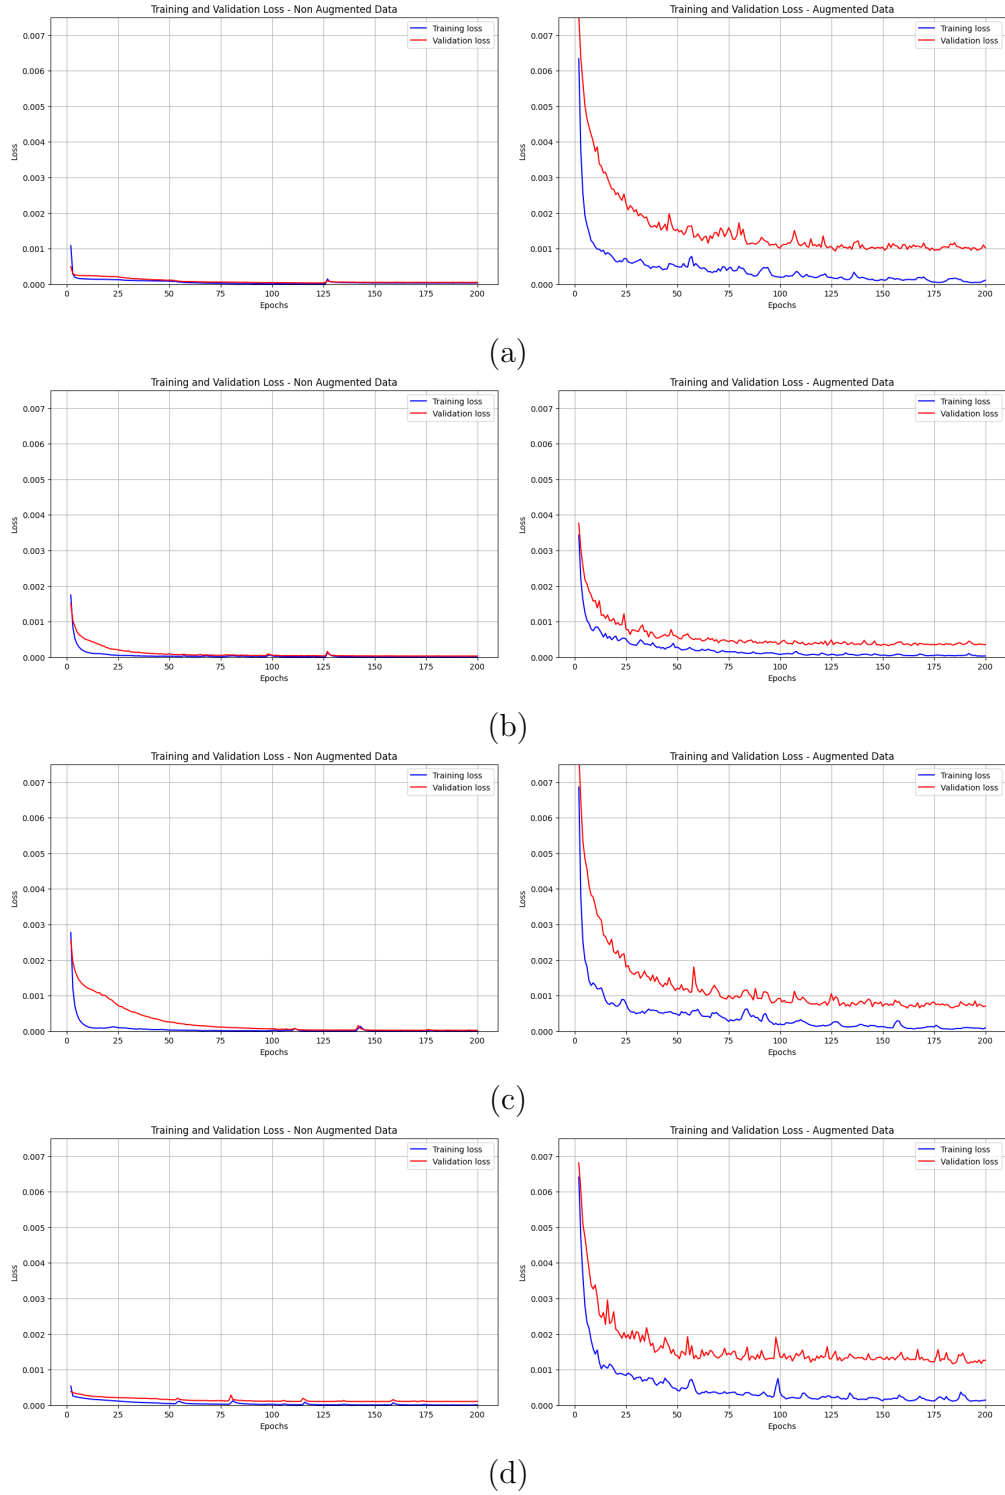 Training and Validation Loss - Non Augmented Data
Training loss
Validation loss
0.007
0.006
0.005
0.004
0.003
0.002
0.001
0.000
Loss
0 25 50 75 100 125 150 175 200
Epochs
Training and Validation Loss - Augmented Data
Training loss
Validation loss
0.007
0.006
0.005
0.004
0.003
0.002
0.001
0.000
Loss
0 25 50 75 100 125 150 175 200
Epochs
(a)
Training and Validation Loss - Non Augmented Data
Training loss
Validation loss
0.007
0.006
0.005
0.004
0.003
0.002
0.001
0.000
Loss
0 25 50 75 100 125 150 175 200
Epochs
Training and Validation Loss - Augmented Data
Training loss
Validation loss
0.007
0.006
0.005
0.004
0.003
0.002
0.001
0.000
Loss
0 25 50 75 100 125 150 175 200
Epochs
(b)
Training and Validation Loss - Non Augmented Data
Training loss
Validation loss
0.007
0.006
0.005
0.004
0.003
0.002
0.001
0.000
Loss
0 25 50 75 100 125 150 175 200
Epochs
Training and Validation Loss - Augmented Data
Training loss
Validation loss
0.007
0.006
0.005
0.004
0.003
0.002
0.001
0.000
Loss
0 25 50 75 100 125 150 175 200
Epochs
(c)
Training and Validation Loss - Non Augmented Data
Training loss
Validation loss
0.007
0.006
0.005
0.004
0.003
0.002
0.001
0.000
Loss
0 25 50 75 100 125 150 175 200
Epochs
Training and Validation Loss - Augmented Data
Training loss
Validation loss
0.007
0.006
0.005
0.004
0.003
0.002
0.001
0.000
Loss
0 25 50 75 100 125 150 175 200
Epochs
(d)